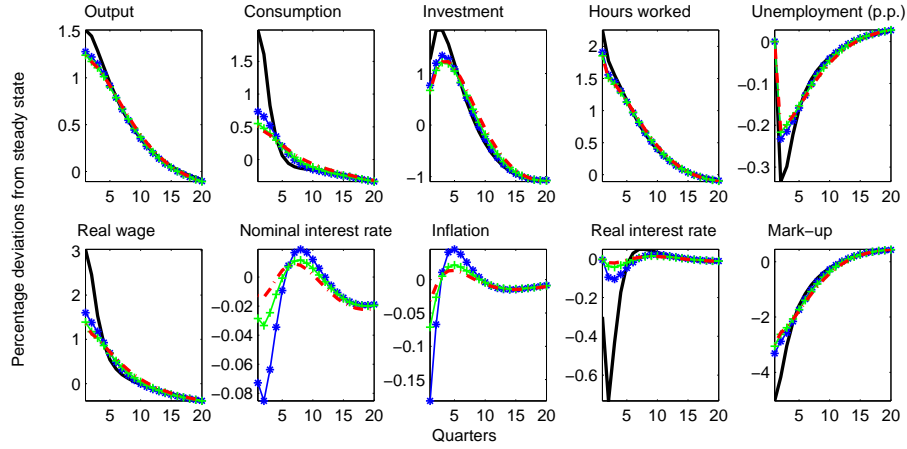 Output Consumption Investment Hours worked Unemployment (p.p.)
1.5
1
0.5
0
5 10 15 20
1.5
1
0.5
0
5 10 15 20
1
0
−1
5 10 15 20
2
1.5
1
0.5
0
5 10 15 20
0
−0.1
−0.2
−0.3
5 10 15 20
Percentage deviations from steady state
Real wage Nominal interest rate Inflation Real interest rate Mark−up
3
2
1
0
5 10 15 20
0
−0.02
−0.04
−0.06
−0.08
5 10 15 20
0
−0.05
−0.1
−0.15
5 10 15 20
0
−0.2
−0.4
−0.6
5 10 15 20
0
−2
−4
5 10 15 20
Quarters